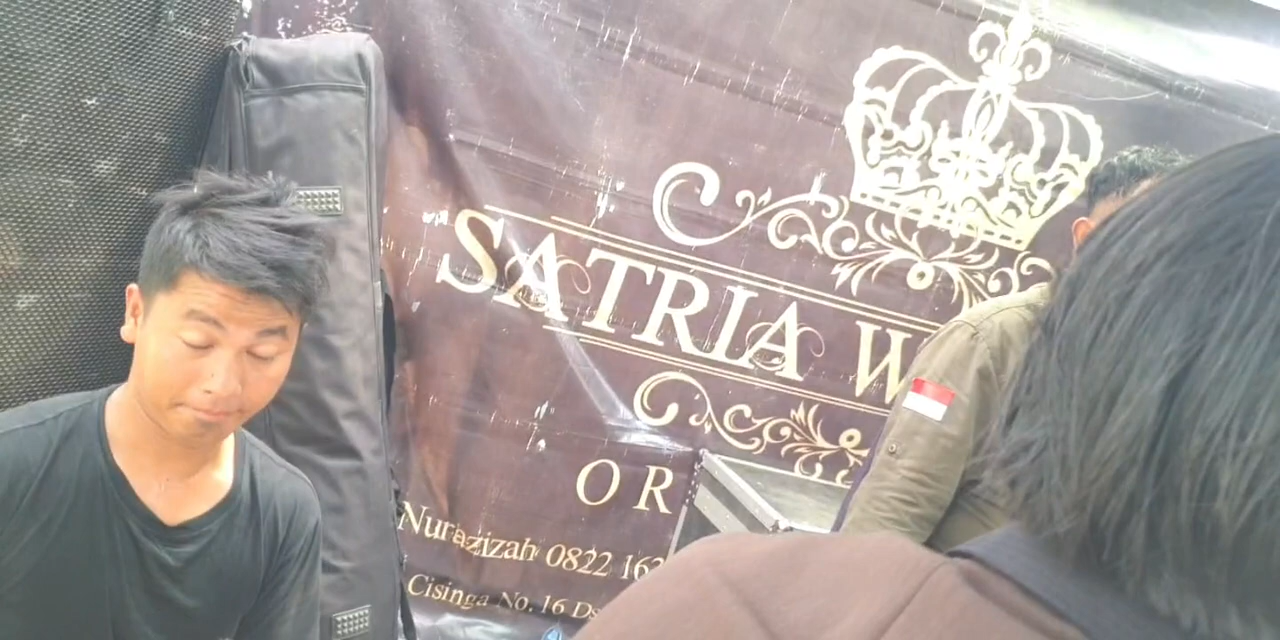 SATRIA
OR
Nurazizah 0822 16
Cisinga No. 16 Ds